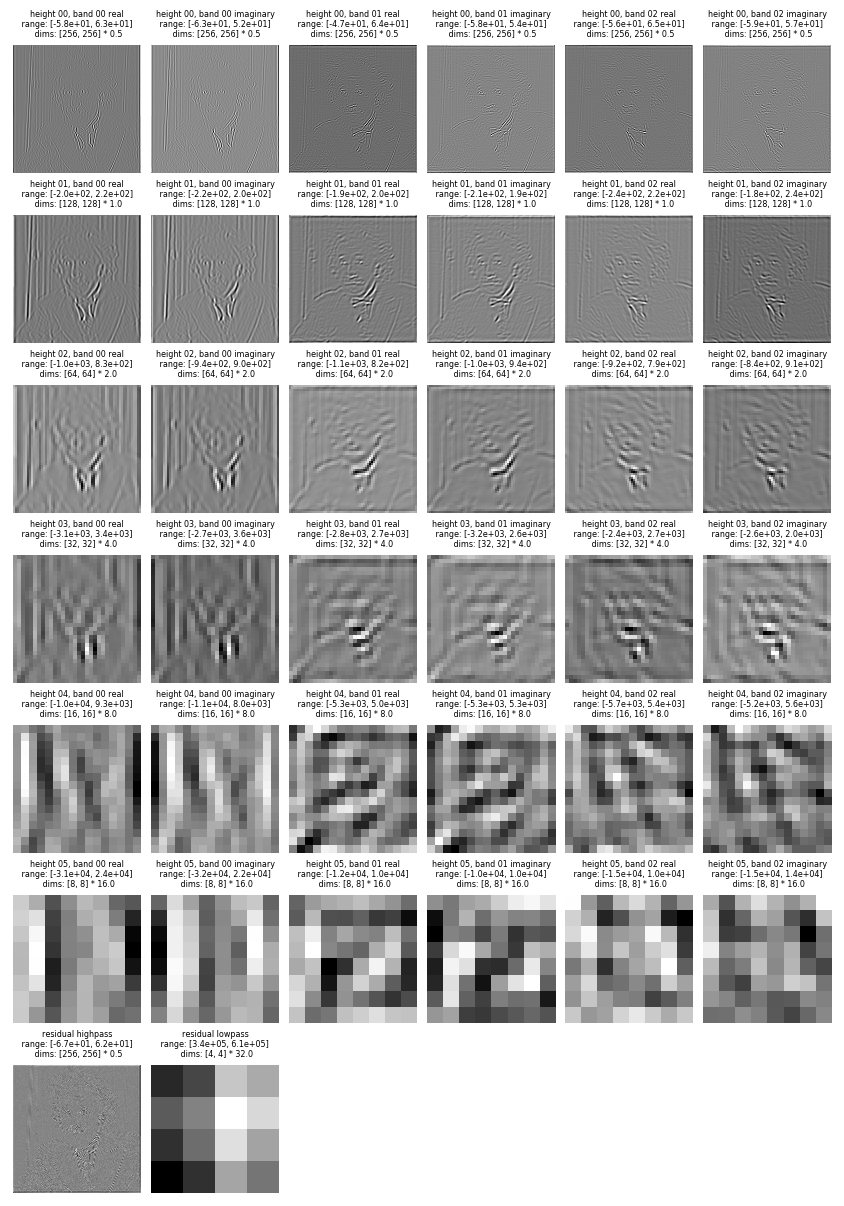 height 00, band 00 real
range: [-5.8e+01, 6.3e+01]
dims: [256, 256] * 0.5
height 00, band 00 imaginary
range: [-6.3e+01, 5.2e+01]
dims: [256, 256] * 0.5
height 00, band 01 real
range: [-4.7e+01, 6.4e+01]
dims: [256, 256] * 0.5
height 00, band 01 imaginary
range: [-5.8e+01, 5.4e+01]
dims: [256, 256] * 0.5
height 00, band 02 real
range: [-5.6e+01, 6.5e+01]
dims: [256, 256] * 0.5
height 00, band 02 imaginary
range: [-5.9e+01, 5.7e+01]
dims: [256, 256] * 0.5
height 01, band 00 real
range: [-2.0e+02, 2.2e+02]
dims: [128, 128] * 1.0
height 01, band 00 imaginary
range: [-2.2e+02, 2.0e+02]
dims: [128, 128] * 1.0
height 01, band 01 real
range: [-1.9e+02, 2.0e+02]
dims: [128, 128] * 1.0
height 01, band 01 imaginary
range: [-2.1e+02, 1.9e+02]
dims: [128, 128] * 1.0
height 01, band 02 real
range: [-2.4e+02, 2.2e+02]
dims: [128, 128] * 1.0
height 01, band 02 imaginary
range: [-1.8e+02, 2.4e+02]
dims: [128, 128] * 1.0
height 02, band 00 real
range: [-1.0e+03, 8.3e+02]
dims: [64, 64] * 2.0
height 02, band 00 imaginary
range: [-9.4e+02, 9.0e+02]
dims: [64, 64] * 2.0
height 02, band 01 real
range: [-1.1e+03, 8.2e+02]
dims: [64, 64] * 2.0
height 02, band 01 imaginary
range: [-1.0e+03, 9.4e+02]
dims: [64, 64] * 2.0
height 02, band 02 real
range: [-9.2e+02, 7.9e+02]
dims: [64, 64] * 2.0
height 02, band 02 imaginary
range: [-8.4e+02, 9.1e+02]
dims: [64, 64] * 2.0
height 03, band 00 real
range: [-3.1e+03, 3.4e+03]
dims: [32, 32] * 4.0
height 03, band 00 imaginary
range: [-2.7e+03, 3.6e+03]
dims: [32, 32] * 4.0
height 03, band 01 real
range: [-2.8e+03, 2.7e+03]
dims: [32, 32] * 4.0
height 03, band 01 imaginary
range: [-3.2e+03, 2.6e+03]
dims: [32, 32] * 4.0
height 03, band 02 real
range: [-2.4e+03, 2.7e+03]
dims: [32, 32] * 4.0
height 03, band 02 imaginary
range: [-2.6e+03, 2.0e+03]
dims: [32, 32] * 4.0
height 04, band 00 real
range: [-1.0e+04, 9.3e+03]
dims: [16, 16] * 8.0
height 04, band 00 imaginary
range: [-1.1e+04, 8.0e+03]
dims: [16, 16] * 8.0
height 04, band 01 real
range: [-5.3e+03, 5.0e+03]
dims: [16, 16] * 8.0
height 04, band 01 imaginary
range: [-5.3e+03, 5.3e+03]
dims: [16, 16] * 8.0
height 04, band 02 real
range: [-5.7e+03, 5.4e+03]
dims: [16, 16] * 8.0
height 04, band 02 imaginary
range: [-5.2e+03, 5.6e+03]
dims: [16, 16] * 8.0
height 05, band 00 real
range: [-3.1e+04, 2.4e+04]
dims: [8, 8] * 16.0
height 05, band 00 imaginary
range: [-3.2e+04, 2.2e+04]
dims: [8, 8] * 16.0
height 05, band 01 real
range: [-1.2e+04, 1.0e+04]
dims: [8, 8] * 16.0
height 05, band 01 imaginary
range: [-1.0e+04, 1.0e+04]
dims: [8, 8] * 16.0
height 05, band 02 real
range: [-1.5e+04, 1.0e+04]
dims: [8, 8] * 16.0
height 05, band 02 imaginary
range: [-1.5e+04, 1.4e+04]
dims: [8, 8] * 16.0
residual highpass
range: [-6.7e+01, 6.2e+01]
dims: [256, 256] * 0.5
residual lowpass
range: [3.4e+05, 6.1e+05]
dims: [4, 4] * 32.0